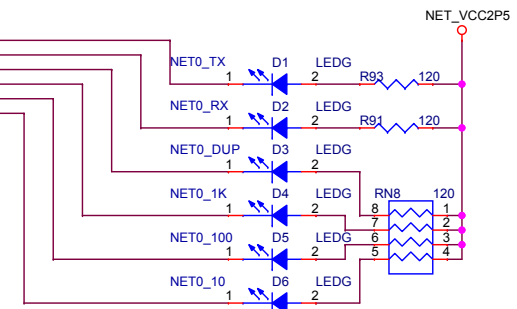 NET_VCC2P5
NET0_TX D1 LEDG
1 2 R93 120
NET0_RX D2 LEDG
1 2 R91 120
NET0_DUP D3 LEDG
1 2
NET0_1K D4 LEDG RN8 120
1 2 8 1
7 2
NET0_100 D5 LEDG 6 3
1 2 5 4
NET0_10 D6 LEDG
1 2